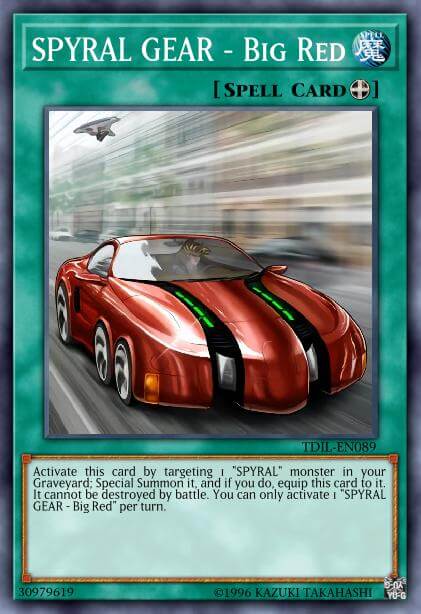 SPYRAL GEAR - Big Red
[Spell Card]
TDIL-EN089
Activate this card by targeting 1 "SPYRAL" monster in your
Graveyard; Special Summon it, and if you do, equip this card to it.
It cannot be destroyed by battle. You can only activate 1 "SPYRAL
GEAR - Big Red" per turn.
30979619
©1996 KAZUKI TAKAHASHI